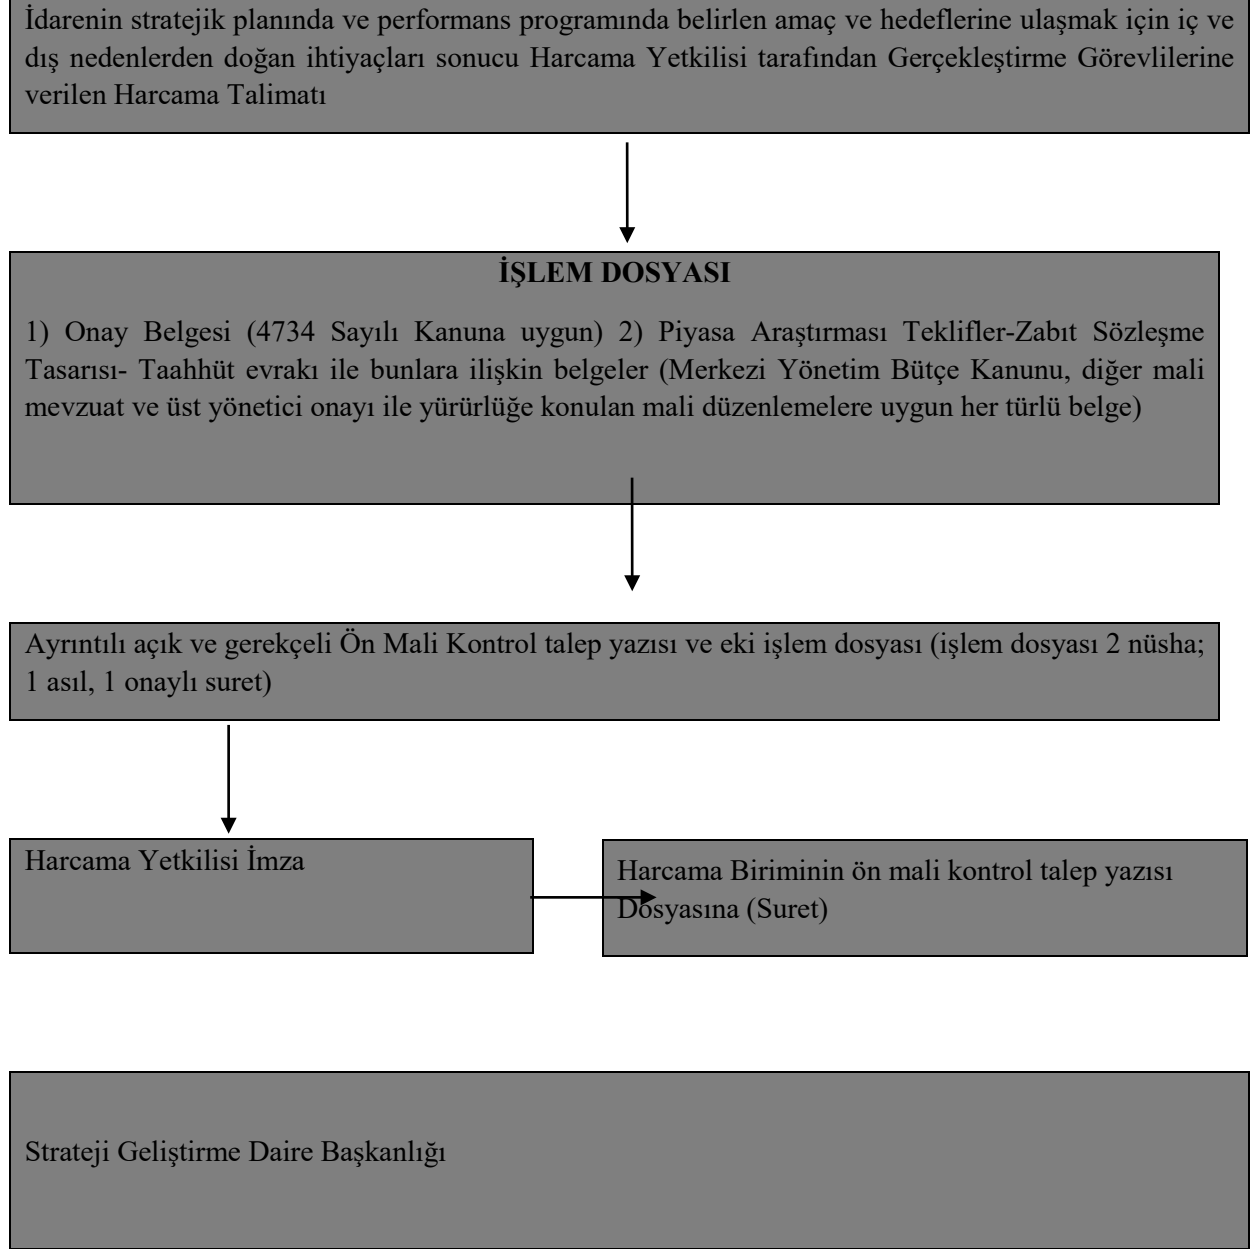 İdarenin stratejik planında ve performans programında belirlen amaç ve hedeflerine ulaşmak için iç ve
dış nedenlerden doğan ihtiyaçları sonucu Harcama Yetkilisi tarafından Gerçekleştirme Görevlilerine
verilen Harcama Talimatı
İŞLEM DOSYASI
1) Onay Belgesi (4734 Sayılı Kanuna uygun) 2) Piyasa Araştırması Teklifler-Zabıt Sözleşme
Tasarısı- Taahhüt evrakı ile bunlara ilişkin belgeler (Merkezi Yönetim Bütçe Kanunu, diğer mali
mevzuat ve üst yönetici onayı ile yürürlüğe konulan mali düzenlemelere uygun her türlü belge)
Ayrıntılı açık ve gerekçeli Ön Mali Kontrol talep yazısı ve eki işlem dosyası (işlem dosyası 2 nüsha;
1 asıl, 1 onaylı suret)
Harcama Yetkilisi İmza
Harcama Biriminin ön mali kontrol talep yazısı
Dosyasına (Suret)
Strateji Geliştirme Daire Başkanlığı